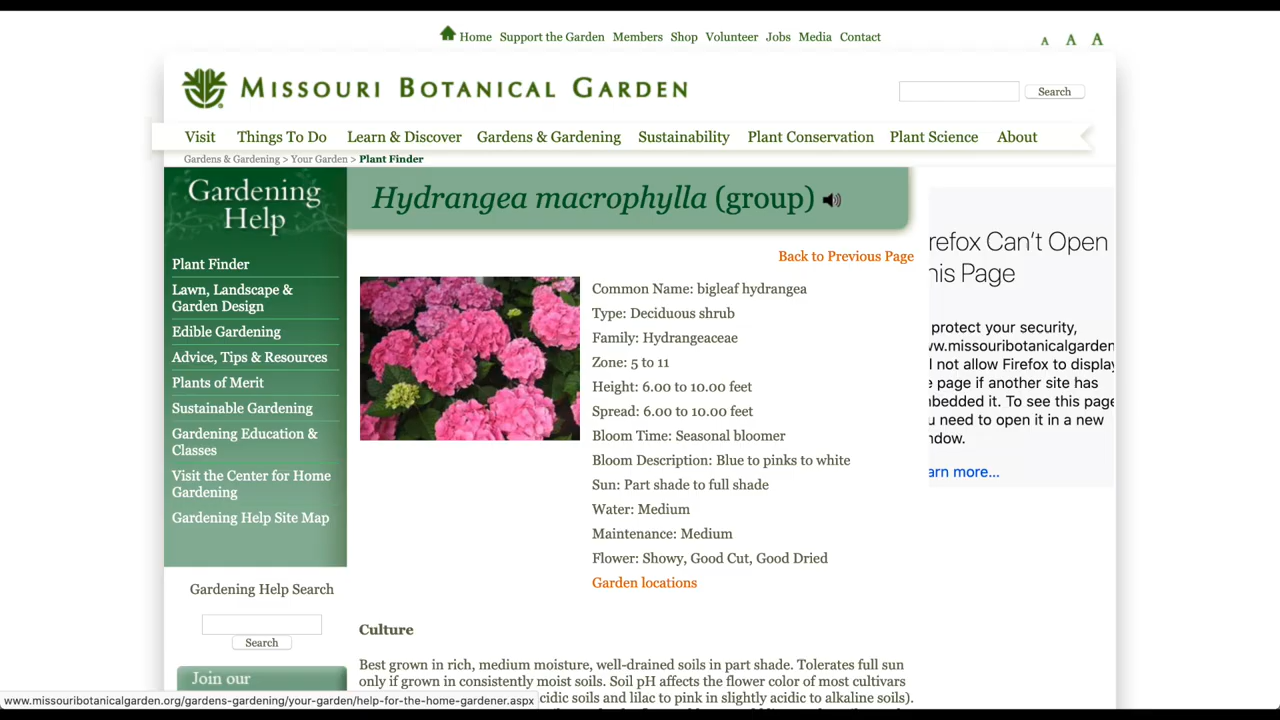 Home Support the Garden Members Shop Volunteer Jobs Media Contact
A A A
MISSOURI BOTANICAL GARDEN
Search
Visit Things To Do Learn & Discover Gardens & Gardening Sustainability Plant Conservation Plant Science About
Gardens & Gardening > Your Garden > Plant Finder
Gardening
Help
Plant Finder
Lawn, Landscape &
Garden Design
Edible Gardening
Advice, Tips & Resources
Plants of Merit
Sustainable Gardening
Gardening Education &
Classes
Visit the Center for Home
Gardening
Gardening Help Site Map
Gardening Help Search
Search
Join our
Hydrangea macrophylla (group)
Back to Previous Page
Common Name: bigleaf hydrangea
Type: Deciduous shrub
Family: Hydrangeaceae
Zone: 5 to 11
Height: 6.00 to 10.00 feet
Spread: 6.00 to 10.00 feet
Bloom Time: Seasonal bloomer
Bloom Description: Blue to pinks to white
Sun: Part shade to full shade
Water: Medium
Maintenance: Medium
Flower: Showy, Good Cut, Good Dried
Garden locations
Culture
Best grown in rich, medium moisture, well-drained soils in part shade. Tolerates full sun
only if grown in consistently moist soils. Soil pH affects the flower color of most cultivars
cidic soils and lilac to pink in slightly acidic to alkaline soils).
refox Can't Open
his Page
protect your security,
ww.missouribotanicalgarden
l not allow Firefox to display
e page if another site has
nbedded it. To see this page
u need to open it in a new
ndow.
arn more...
www.missouribotanicalgarden.org/gardens-gardening/your-garden/help-for-the-home-gardener.aspx